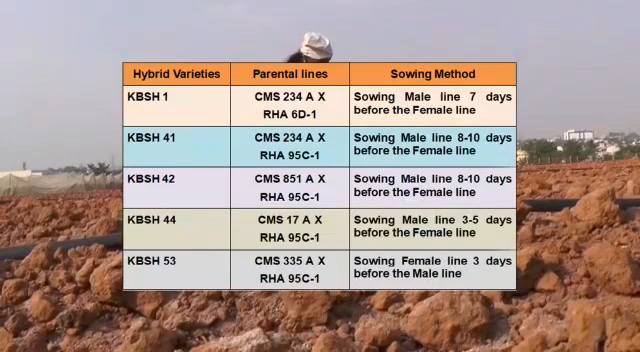 Hybrid Varieties Parental lines Sowing Method
KBSH 1 CMS 234 A X RHA 6D-1 Sowing Male line 7 days before the Female line
KBSH 41 CMS 234 A X RHA 95C-1 Sowing Male line 8-10 days before the Female line
KBSH 42 CMS 851 A X RHA 95C-1 Sowing Male line 8-10 days before the Female line
KBSH 44 CMS 17 A X RHA 95C-1 Sowing Male line 3-5 days before the Female line
KBSH 53 CMS 335 A X RHA 95C-1 Sowing Female line 3 days before the Male line